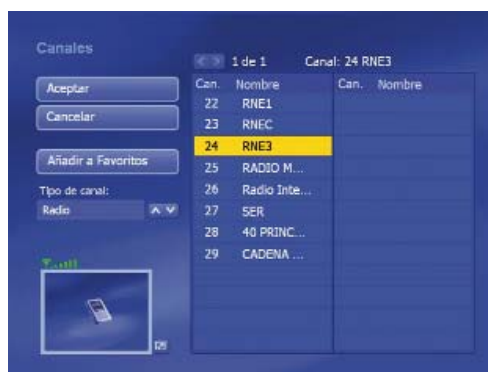 Canales
1 de 1 Canal: 24 RNE3
Aceptar
Cancelar
Añadir a Favoritos
Tipo de canal:
Radio
Can. Nombre Can. Nombre
22 RNE1
23 RNEC
24 RNE3
25 RADIO M...
26 Radio Inte...
27 SER
28 40 PRINC...
29 CADENA ...